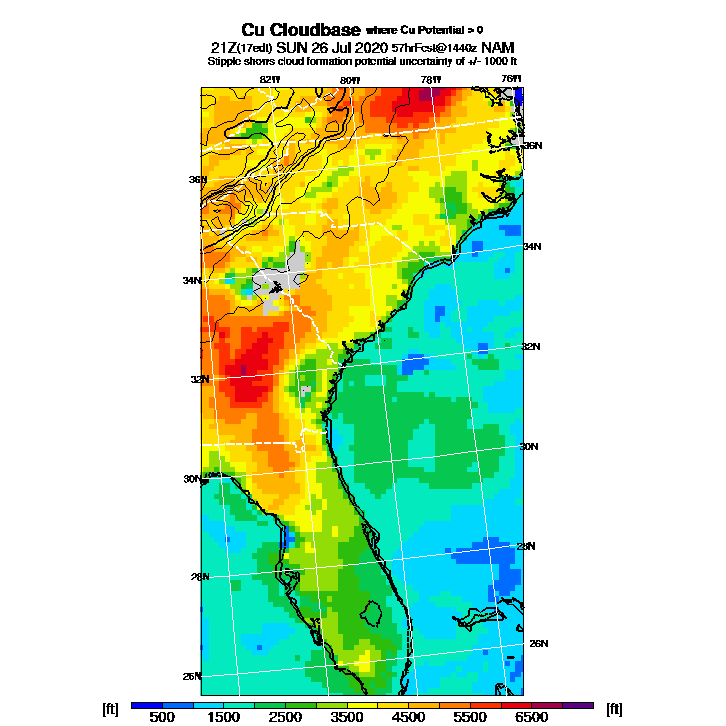 Cu Cloudbase where Cu Potential > 0
21Z(17edt) SUN 26 Jul 2020 57hrFcst@1440z NAM
Stipple shows cloud formation potential uncertainty of +/- 1000 ft
82W 80W 78W 76W
36N
36N
34N
34N
32N
32N
30N
30N
28N
28N
26N
26N
[ft] 500 1500 2500 3500 4500 5500 6500 [ft]